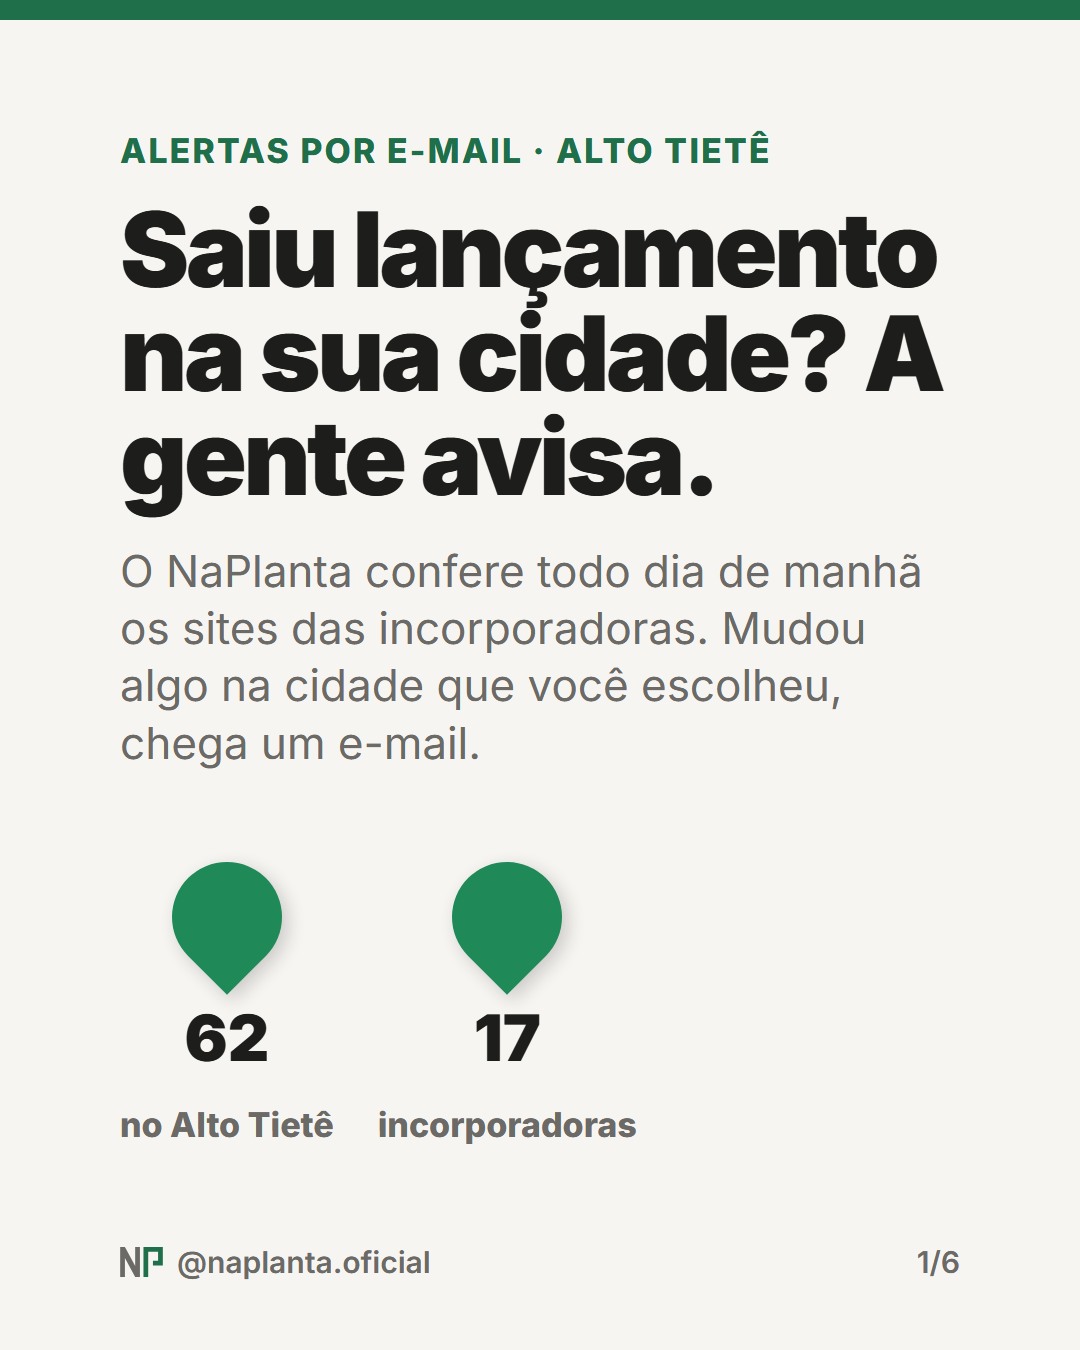 ALERTAS POR E-MAIL · ALTO TIETÊ
Saiu lançamento
na sua cidade? A
gente avisa.
O NaPlanta confere todo dia de manhã
os sites das incorporadoras. Mudou
algo na cidade que você escolheu,
chega um e-mail.
62
17
no Alto Tietê
incorporadoras
NP @naplanta.oficial
1/6